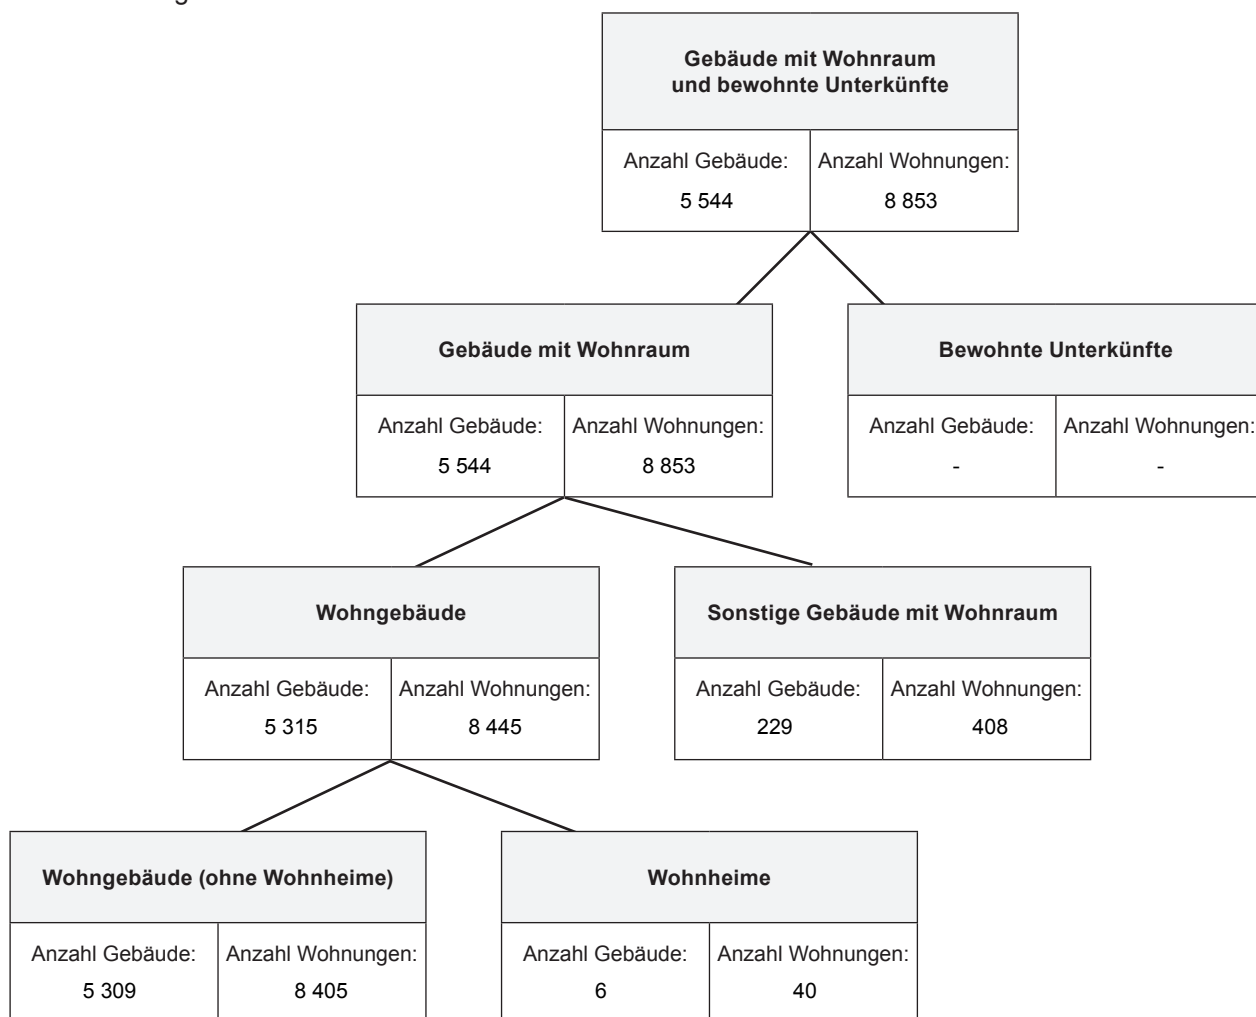 Gebäude mit Wohnraum
und bewohnte Unterkünfte
Anzahl Gebäude: Anzahl Wohnungen:
5 544 8 853
Gebäude mit Wohnraum
Anzahl Gebäude: Anzahl Wohnungen:
5 544 8 853
Bewohnte Unterkünfte
Anzahl Gebäude: Anzahl Wohnungen:
- -
Wohngebäude
Anzahl Gebäude: Anzahl Wohnungen:
5 315 8 445
Sonstige Gebäude mit Wohnraum
Anzahl Gebäude: Anzahl Wohnungen:
229 408
Wohngebäude (ohne Wohnheime)
Anzahl Gebäude: Anzahl Wohnungen:
5 309 8 405
Wohnheime
Anzahl Gebäude: Anzahl Wohnungen:
6 40